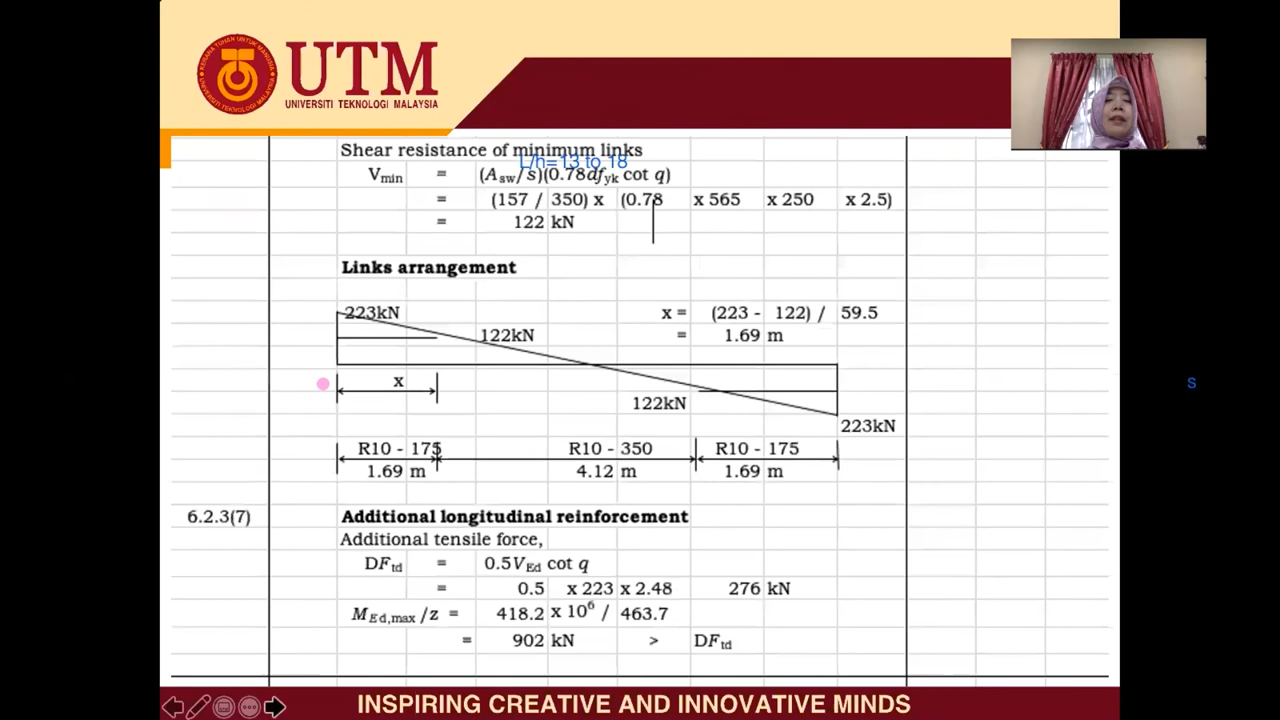 UTM
UNIVERSITI TEKNOLOGI MALAYSIA
Shear resistance of minimum links
L/h=13 to 18
Vmin = (Asw/s)(0.78dfyk cot q)
= (157 / 350) x (0.78 x 565 x 250 x 2.5)
= 122 kN
Links arrangement
223kN x = (223 - 122) / 59.5
122kN = 1.69 m
x
s
122kN
223kN
R10 - 175 R10 - 350 R10 - 175
1.69 m 4.12 m 1.69 m
6.2.3(7) Additional longitudinal reinforcement
Additional tensile force,
DFtd = 0.5VEd cot q
= 0.5 x 223 x 2.48 276 kN
MEd,max/z = 418.2 x 10⁶ / 463.7
= 902 kN > DFtd
INSPIRING CREATIVE AND INNOVATIVE MINDS